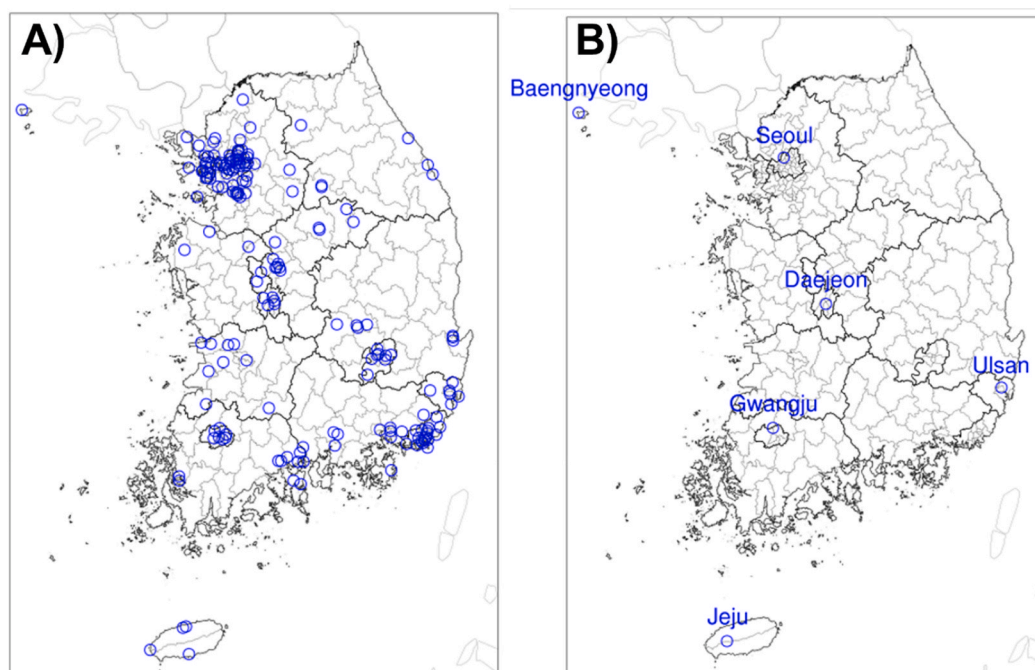 A)
B)
Baengnyeong
Seoul
Daejeon
Ulsan
Gwangju
Jeju